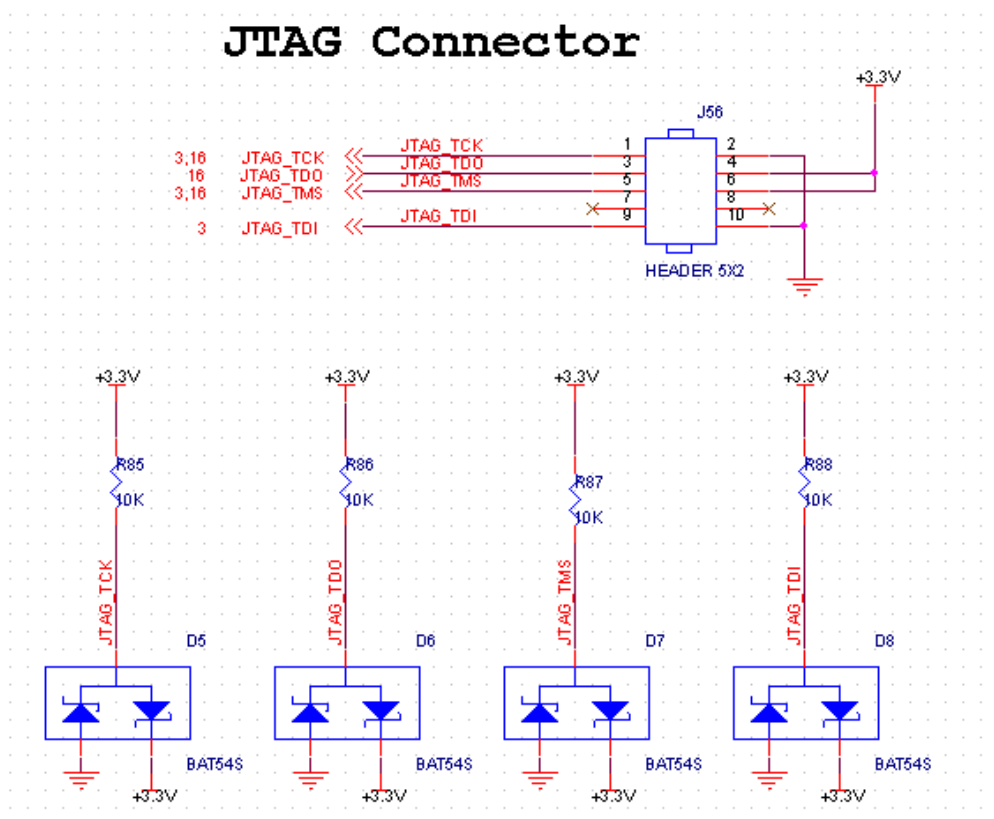 JTAG Connector
+3.3V
J56
3,16 JTAG_TCK JTAG_TCK 1 2
16 JTAG_TDO JTAG_TDO 3 4
3,16 JTAG_TMS JTAG_TMS 5 6
7 8
3 JTAG_TDI JTAG_TDI 9 10
HEADER 5X2
+3.3V +3.3V +3.3V +3.3V
R85 R86 R87 R88
10K 10K 10K 10K
JTAG_TCK JTAG_TDO JTAG_TMS JTAG_TDI
D5 D6 D7 D8
BAT54S BAT54S BAT54S BAT54S
+3.3V +3.3V +3.3V +3.3V